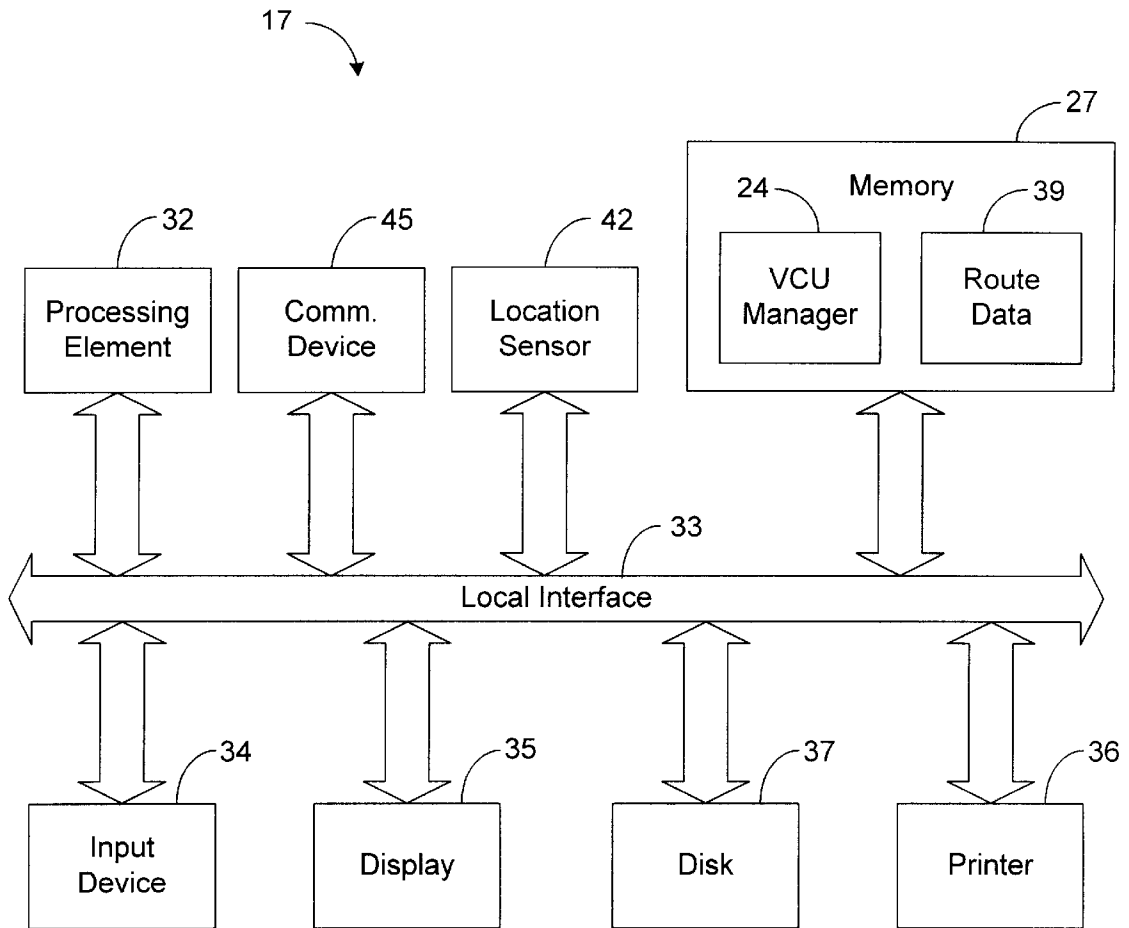 17
27
Memory
24
39
32
45
42
VCU
Manager
Route
Data
Processing
Element
Comm.
Device
Location
Sensor
33
Local Interface
34
35
37
36
Input
Device
Display
Disk
Printer